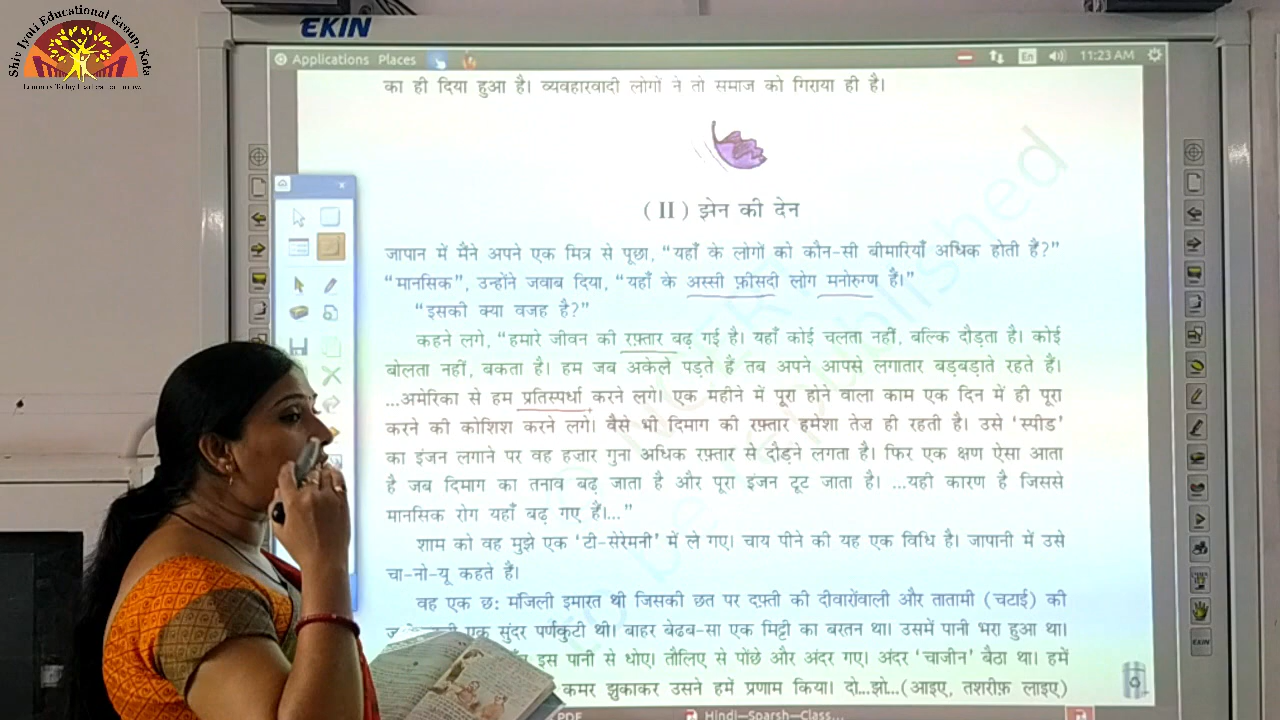 Shiv Jyoti Educational Group, Kota
EKIN
Applications Places
En
11:23 AM
का ही दिया हुआ है। व्यवहारवादी लोगों ने तो समाज को गिराया ही है।
(II) झेन की देन
जापान में मैंने अपने एक मित्र से पूछा, “यहाँ के लोगों को कौन-सी बीमारियाँ अधिक होती हैं?”
“मानसिक”, उन्होंने जवाब दिया, “यहाँ के अस्सी फ़ीसदी लोग मनोरुग्ण हैं।”
“इसकी क्या वजह है?”
कहने लगे, “हमारे जीवन की रफ़्तार बढ़ गई है। यहाँ कोई चलता नहीं, बल्कि दौड़ता है। कोई
बोलता नहीं, बकता है। हम जब अकेले पड़ते हैं तब अपने आपसे लगातार बड़बड़ाते रहते हैं।
...अमेरिका से हम प्रतिस्पर्धा करने लगे। एक महीने में पूरा होने वाला काम एक दिन में ही पूरा
करने की कोशिश करने लगे। वैसे भी दिमाग की रफ़्तार हमेशा तेज ही रहती है। उसे ‘स्पीड’
का इंजन लगाने पर वह हजार गुना अधिक रफ़्तार से दौड़ने लगता है। फिर एक क्षण ऐसा आता
है जब दिमाग का तनाव बढ़ जाता है और पूरा इंजन टूट जाता है। ...यही कारण है जिससे
मानसिक रोग यहाँ बढ़ गए हैं।...”
शाम को वह मुझे एक ‘टी-सेरेमनी’ में ले गए। चाय पीने की यह एक विधि है। जापानी में उसे
चा-नो-यू कहते हैं।
वह एक छः मंजिली इमारत थी जिसकी छत पर दफ़्ती की दीवारोंवाली और तातामी (चटाई) की
एक सुंदर पर्णकुटी थी। बाहर बेढब-सा एक मिट्टी का बरतन था। उसमें पानी भरा हुआ था।
इस पानी से धोए। तौलिए से पोंछे और अंदर गए। अंदर ‘चाजीन’ बैठा था। हमें
कमर झुकाकर उसने हमें प्रणाम किया। दो...झो...(आइए, तशरीफ़ लाइए)
PDF
Hindi—Sparsh—Class...
EKIN